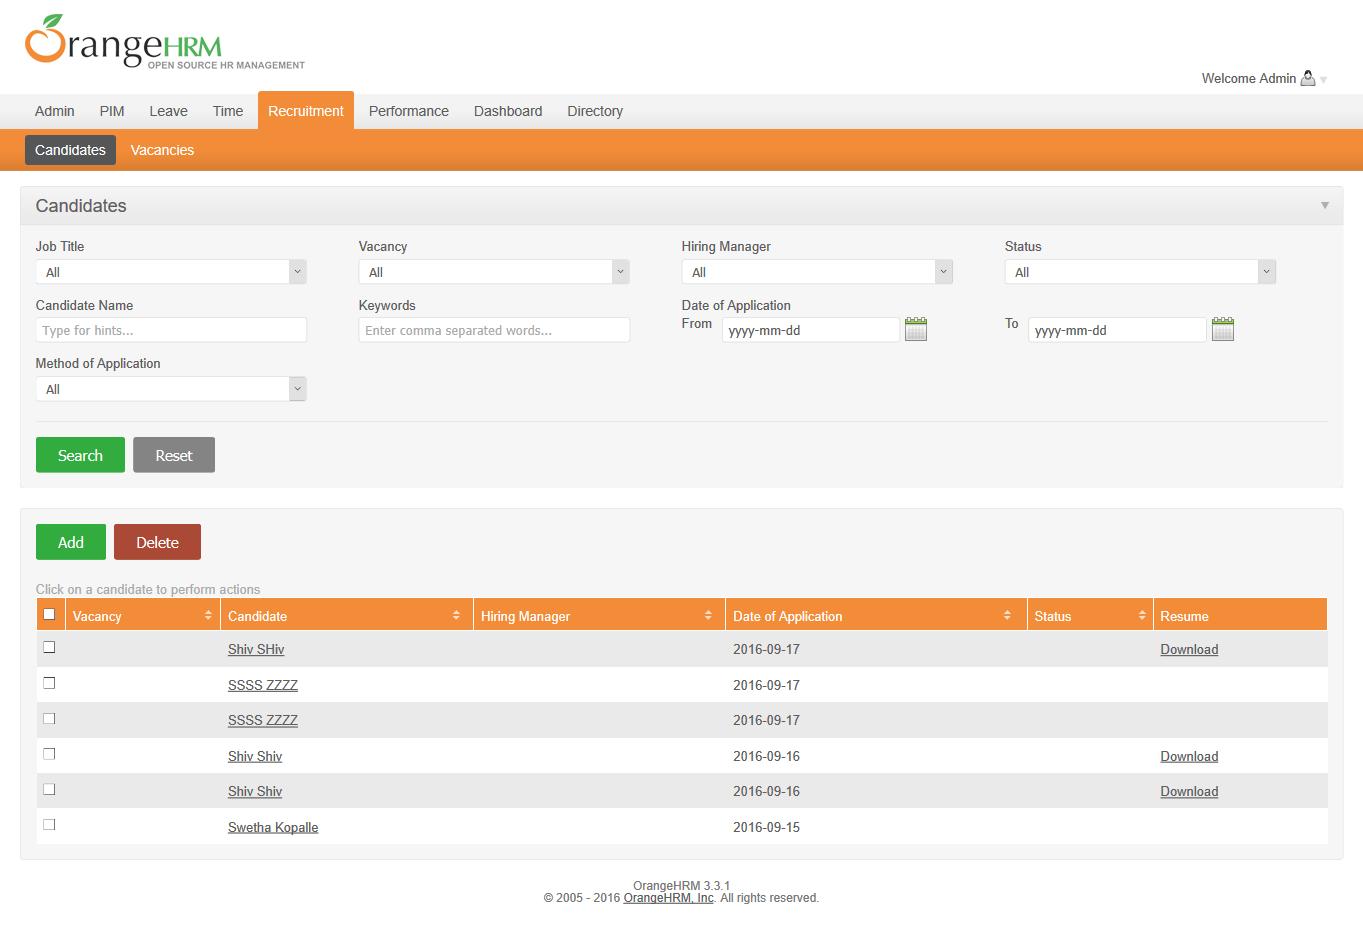 OrangeHRM
OPEN SOURCE HR MANAGEMENT
Welcome Admin
Admin PIM Leave Time Recruitment Performance Dashboard Directory
Candidates Vacancies
Candidates
Job Title Vacancy Hiring Manager Status
All All All All
Candidate Name Keywords Date of Application
Type for hints... Enter comma separated words... From yyyy-mm-dd To yyyy-mm-dd
Method of Application
All
Search Reset
Add Delete
Click on a candidate to perform actions
Vacancy Candidate Hiring Manager Date of Application Status Resume
Shiv SHiv 2016-09-17 Download
SSSS ZZZZ 2016-09-17
SSSS ZZZZ 2016-09-17
Shiv Shiv 2016-09-16 Download
Shiv Shiv 2016-09-16 Download
Swetha Kopalle 2016-09-15
OrangeHRM 3.3.1
© 2005 - 2016 OrangeHRM, Inc. All rights reserved.